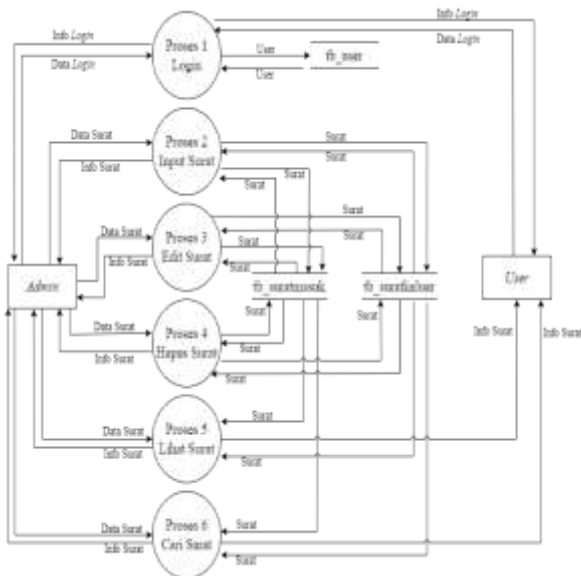 Info Login
Data Login
Proses 1
Login
User
User
tb_user
Info Login
Data Login
Data Surat
Info Surat
Proses 2
Input Surat
Surat
Surat
Surat
Surat
Data Surat
Info Surat
Proses 3
Edit Surat
Surat
Surat
Surat
Surat
Admin
tb_suratmasuk
tb_suratkeluar
User
Data Surat
Info Surat
Proses 4
Hapus Surat
Surat
Surat
Surat
Surat
Info Surat
Info Surat
Data Surat
Info Surat
Proses 5
Lihat Surat
Surat
Surat
Data Surat
Info Surat
Proses 6
Cari Surat
Surat
Surat